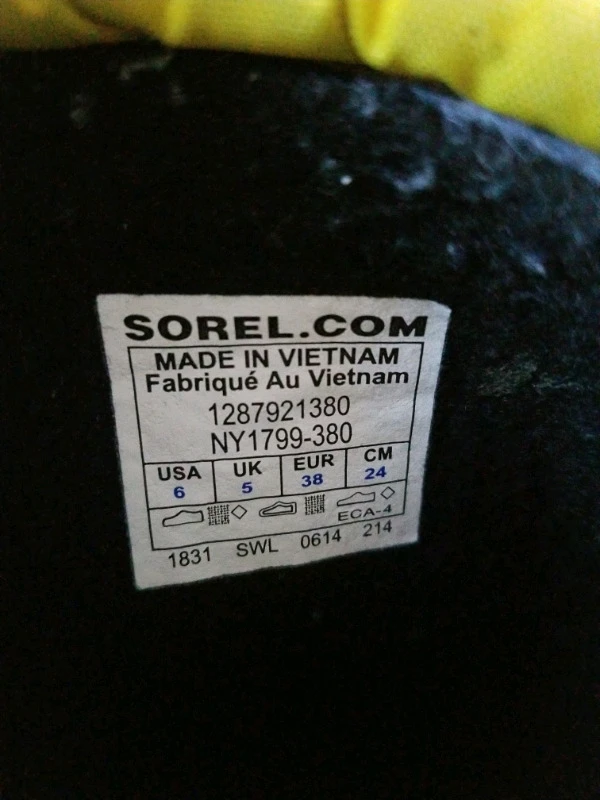 SOREL.COM
MADE IN VIETNAM
Fabriqué Au Vietnam
1287921380
NY1799-380
USA UK EUR CM
6 5 38 24
ECA-4
1831 SWL 0614 214